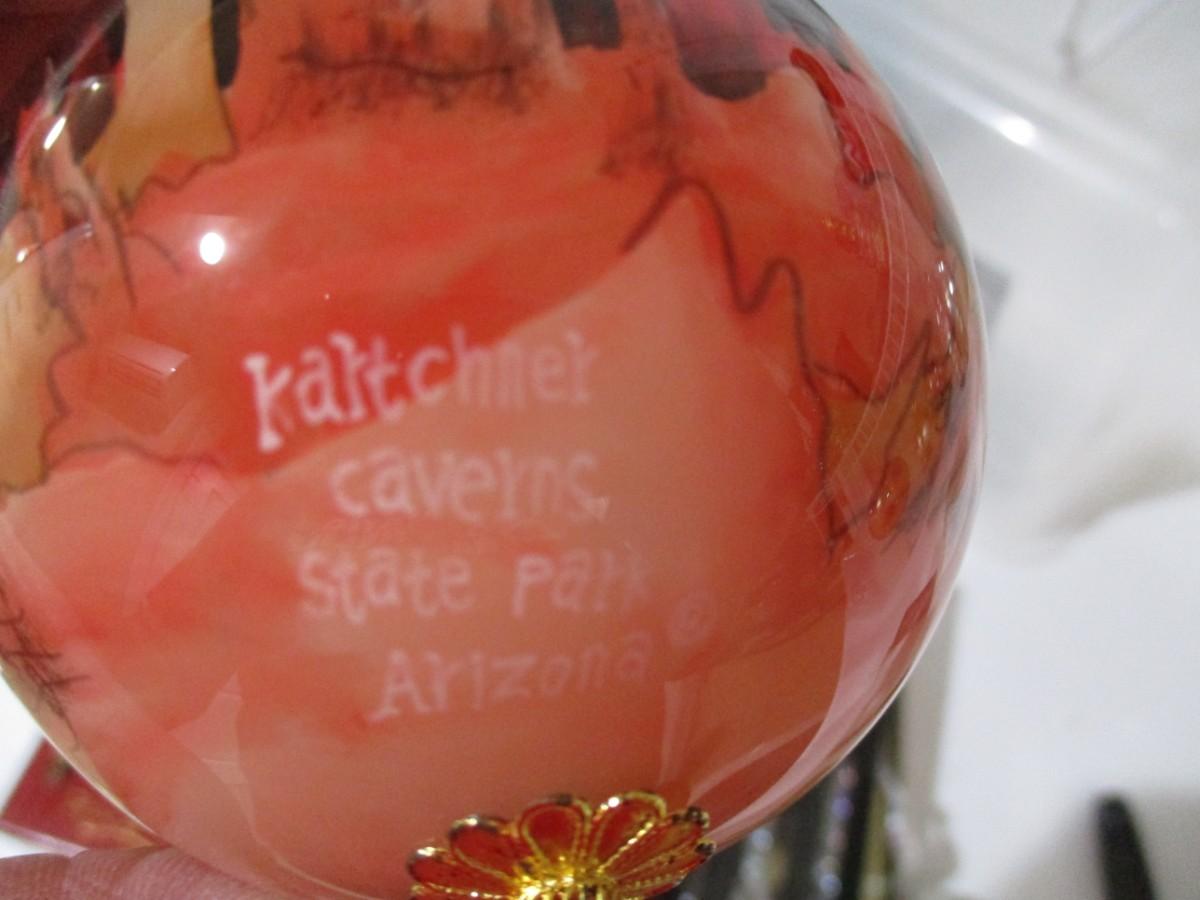 kartchner
caverns
State Park ®
Arizona